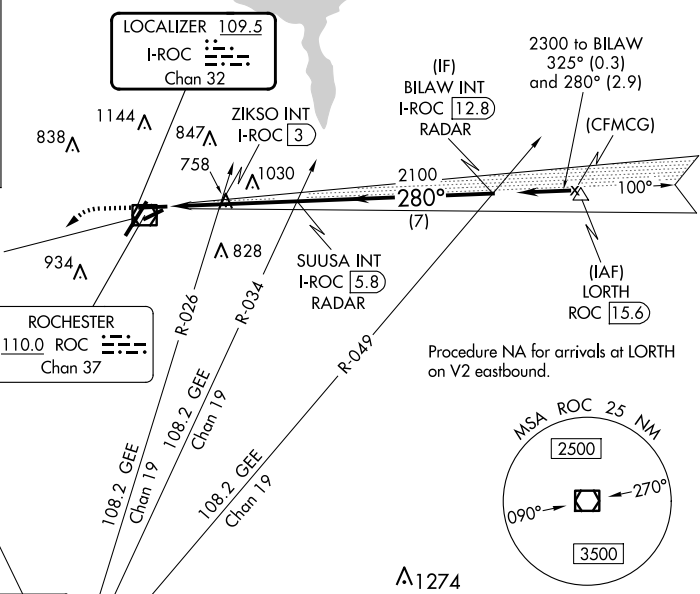 LOCALIZER 109.5
I-ROC
Chan 32
1144
838
847
758
1030
ZIKSO INT
I-ROC 3
(IF)
BILAW INT
I-ROC 12.8
RADAR
2300 to BILAW
325° (0.3)
and 280° (2.9)
(CFMCG)
2100
280°
(7)
100°
934
828
SUUSA INT
I-ROC 5.8
RADAR
(IAF)
LORTH
ROC 15.6
ROCHESTER
110.0 ROC
Chan 37
R-026
R-034
R-049
108.2 GEE
Chan 19
108.2 GEE
Chan 19
108.2 GEE
Chan 19
Procedure NA for arrivals at LORTH
on V2 eastbound.
MSA ROC 25 NM
2500
090°
270°
3500
1274